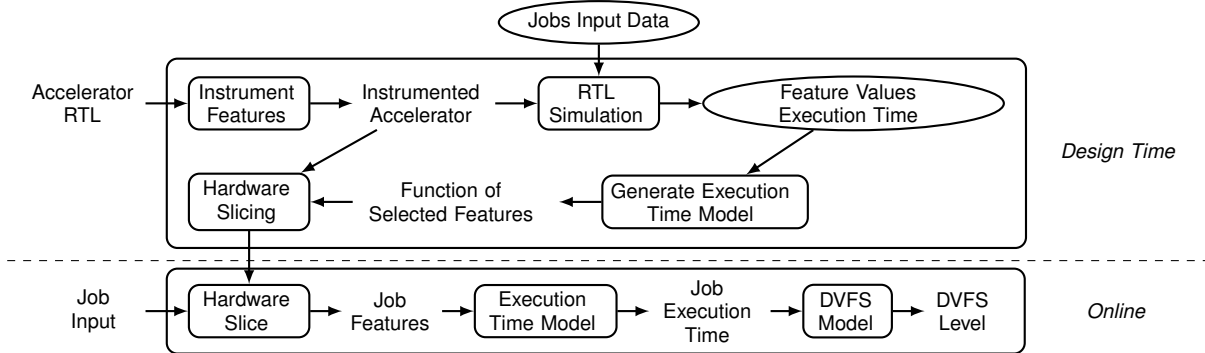 Jobs Input Data
Accelerator
RTL
Instrument
Features
Instrumented
Accelerator
RTL
Simulation
Feature Values
Execution Time
Design Time
Hardware
Slicing
Function of
Selected Features
Generate Execution
Time Model
Job
Input
Hardware
Slice
Job
Features
Execution
Time Model
Job
Execution
Time
DVFS
Model
DVFS
Level
Online